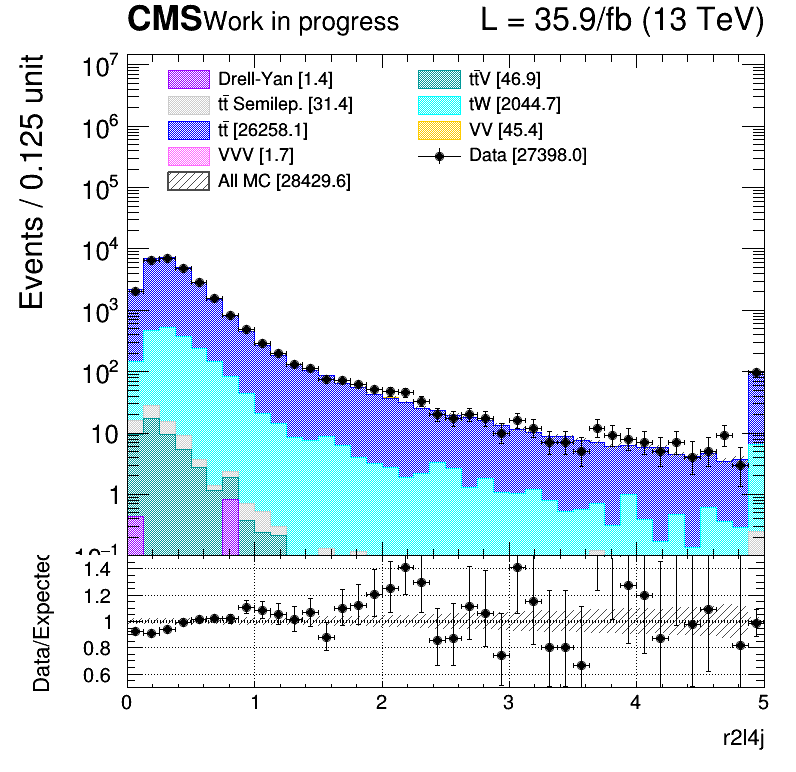 CMS Work in progress L = 35.9/fb (13 TeV)
Events / 0.125 unit
10⁷
10⁶
10⁵
10⁴
10³
10²
10
1
10⁻¹
Drell-Yan [1.4]
tt̄ Semilep. [31.4]
tt̄ [26258.1]
VVV [1.7]
All MC [28429.6]
tt̄V [46.9]
tW [2044.7]
VV [45.4]
Data [27398.0]
Data/Expected
1.4
1.2
1
0.8
0.6
0 1 2 3 4 5
r2l4j